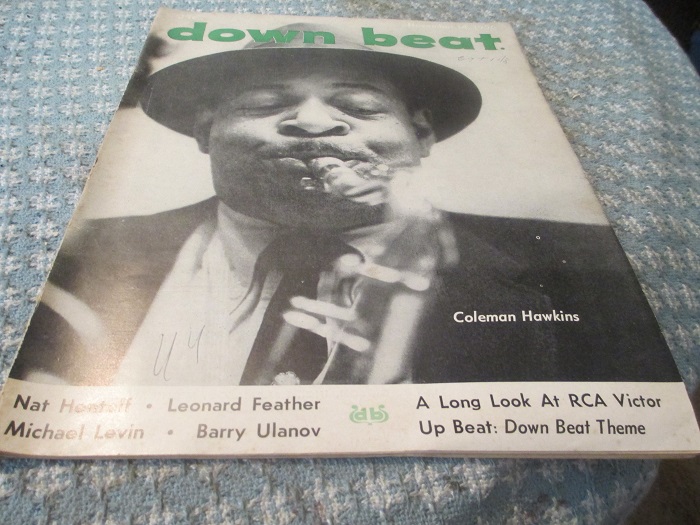 down beat.
Coleman Hawkins
Nat Hentoff • Leonard Feather
Michael Levin • Barry Ulanov
db
A Long Look At RCA Victor
Up Beat: Down Beat Theme